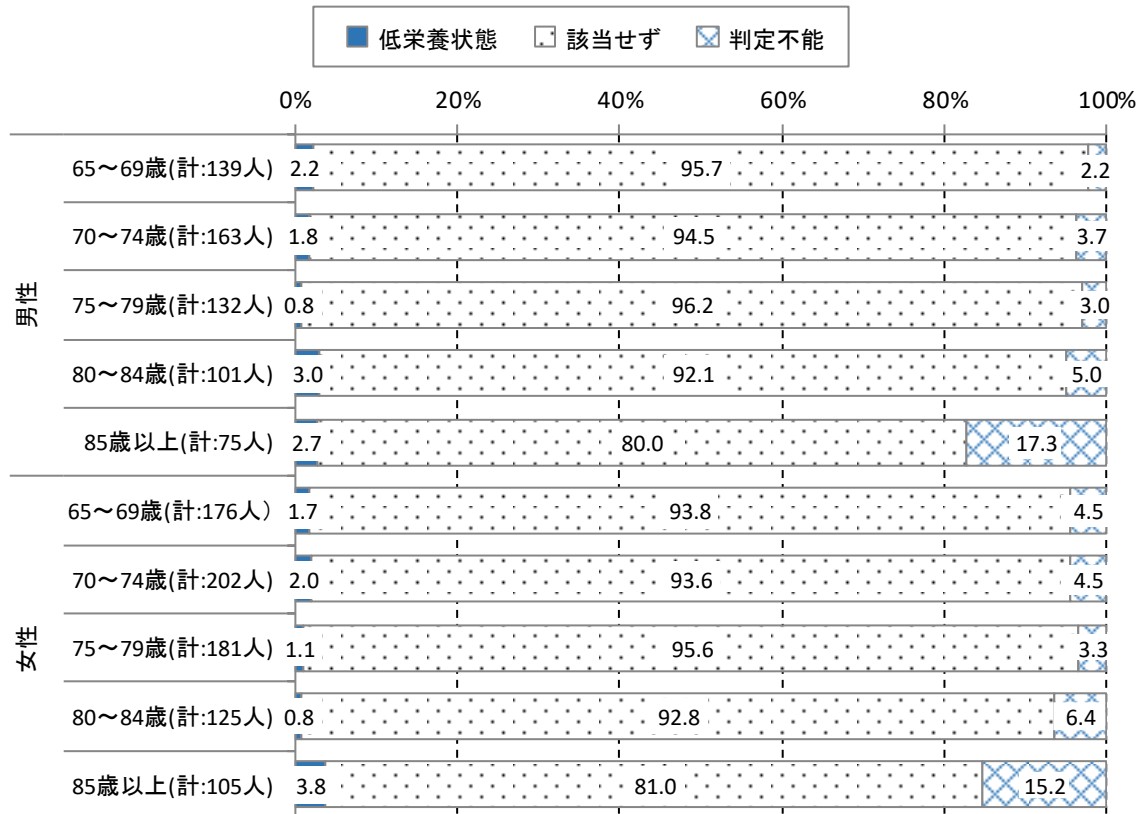 低栄養状態 該当せず 判定不能
0% 20% 40% 60% 80% 100%
男性
65～69歳(計:139人) 2.2 95.7 2.2
70～74歳(計:163人) 1.8 94.5 3.7
75～79歳(計:132人) 0.8 96.2 3.0
80～84歳(計:101人) 3.0 92.1 5.0
85歳以上(計:75人) 2.7 80.0 17.3
女性
65～69歳(計:176人） 1.7 93.8 4.5
70～74歳(計:202人) 2.0 93.6 4.5
75～79歳(計:181人) 1.1 95.6 3.3
80～84歳(計:125人) 0.8 92.8 6.4
85歳以上(計:105人) 3.8 81.0 15.2